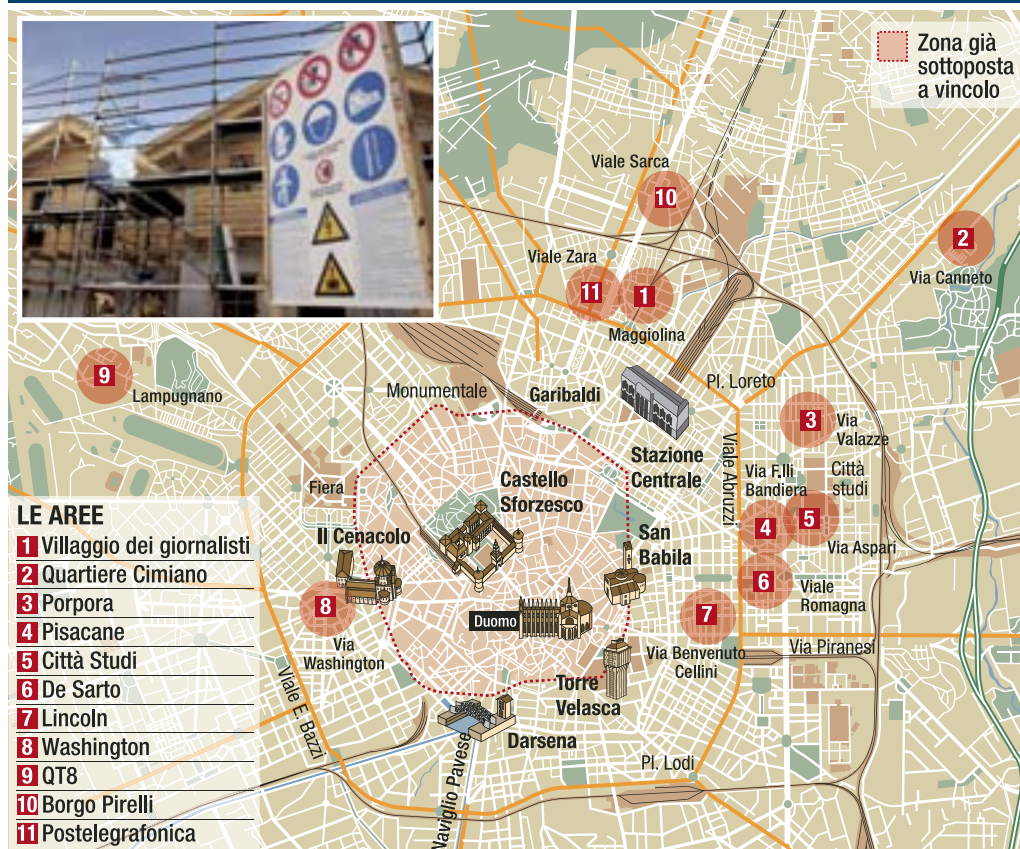 Zona già
sottoposta
a vincolo
Viale Sarca
10
2
Via Canneto
Viale Zara
11
1
Maggiolina
9
Lampugnano
Monumentale
Garibaldi
Pl. Loreto
Stazione
Centrale
3
Via
Valazze
Viale Abruzzi
Via F.lli
Bandiera
Città
studi
4
5
Via Aspari
Fiera
Castello
Sforzesco
Il Cenacolo
San
Babila
6
Viale
Romagna
8
Via
Washington
Duomo
7
Via Benvenuto
Cellini
Via Piranesi
Torre
Velasca
Viale E. Bazzi
Darsena
Naviglio Pavese
Pl. Lodi
LE AREE
1 Villaggio dei giornalisti
2 Quartiere Cimiano
3 Porpora
4 Pisacane
5 Città Studi
6 De Sarto
7 Lincoln
8 Washington
9 QT8
10 Borgo Pirelli
11 Postelegrafonica